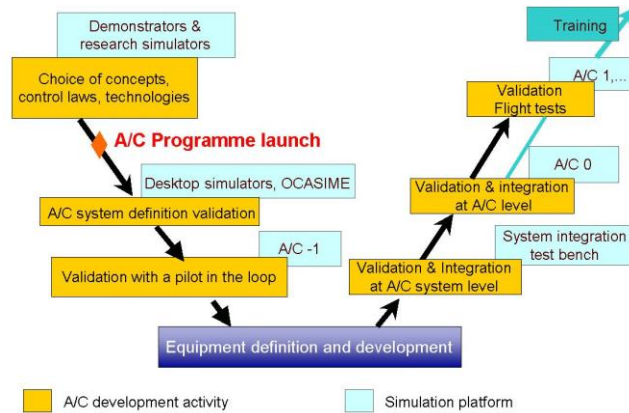 Demonstrators &
research simulators
Choice of concepts,
control laws, technologies
A/C Programme launch
Desktop simulators, OCASIME
A/C system definition validation
A/C -1
Validation with a pilot in the loop
Equipment definition and development
Training
A/C 1,...
Validation
Flight tests
A/C 0
Validation & integration
at A/C level
System integration
test bench
Validation & Integration
at A/C system level
A/C development activity
Simulation platform